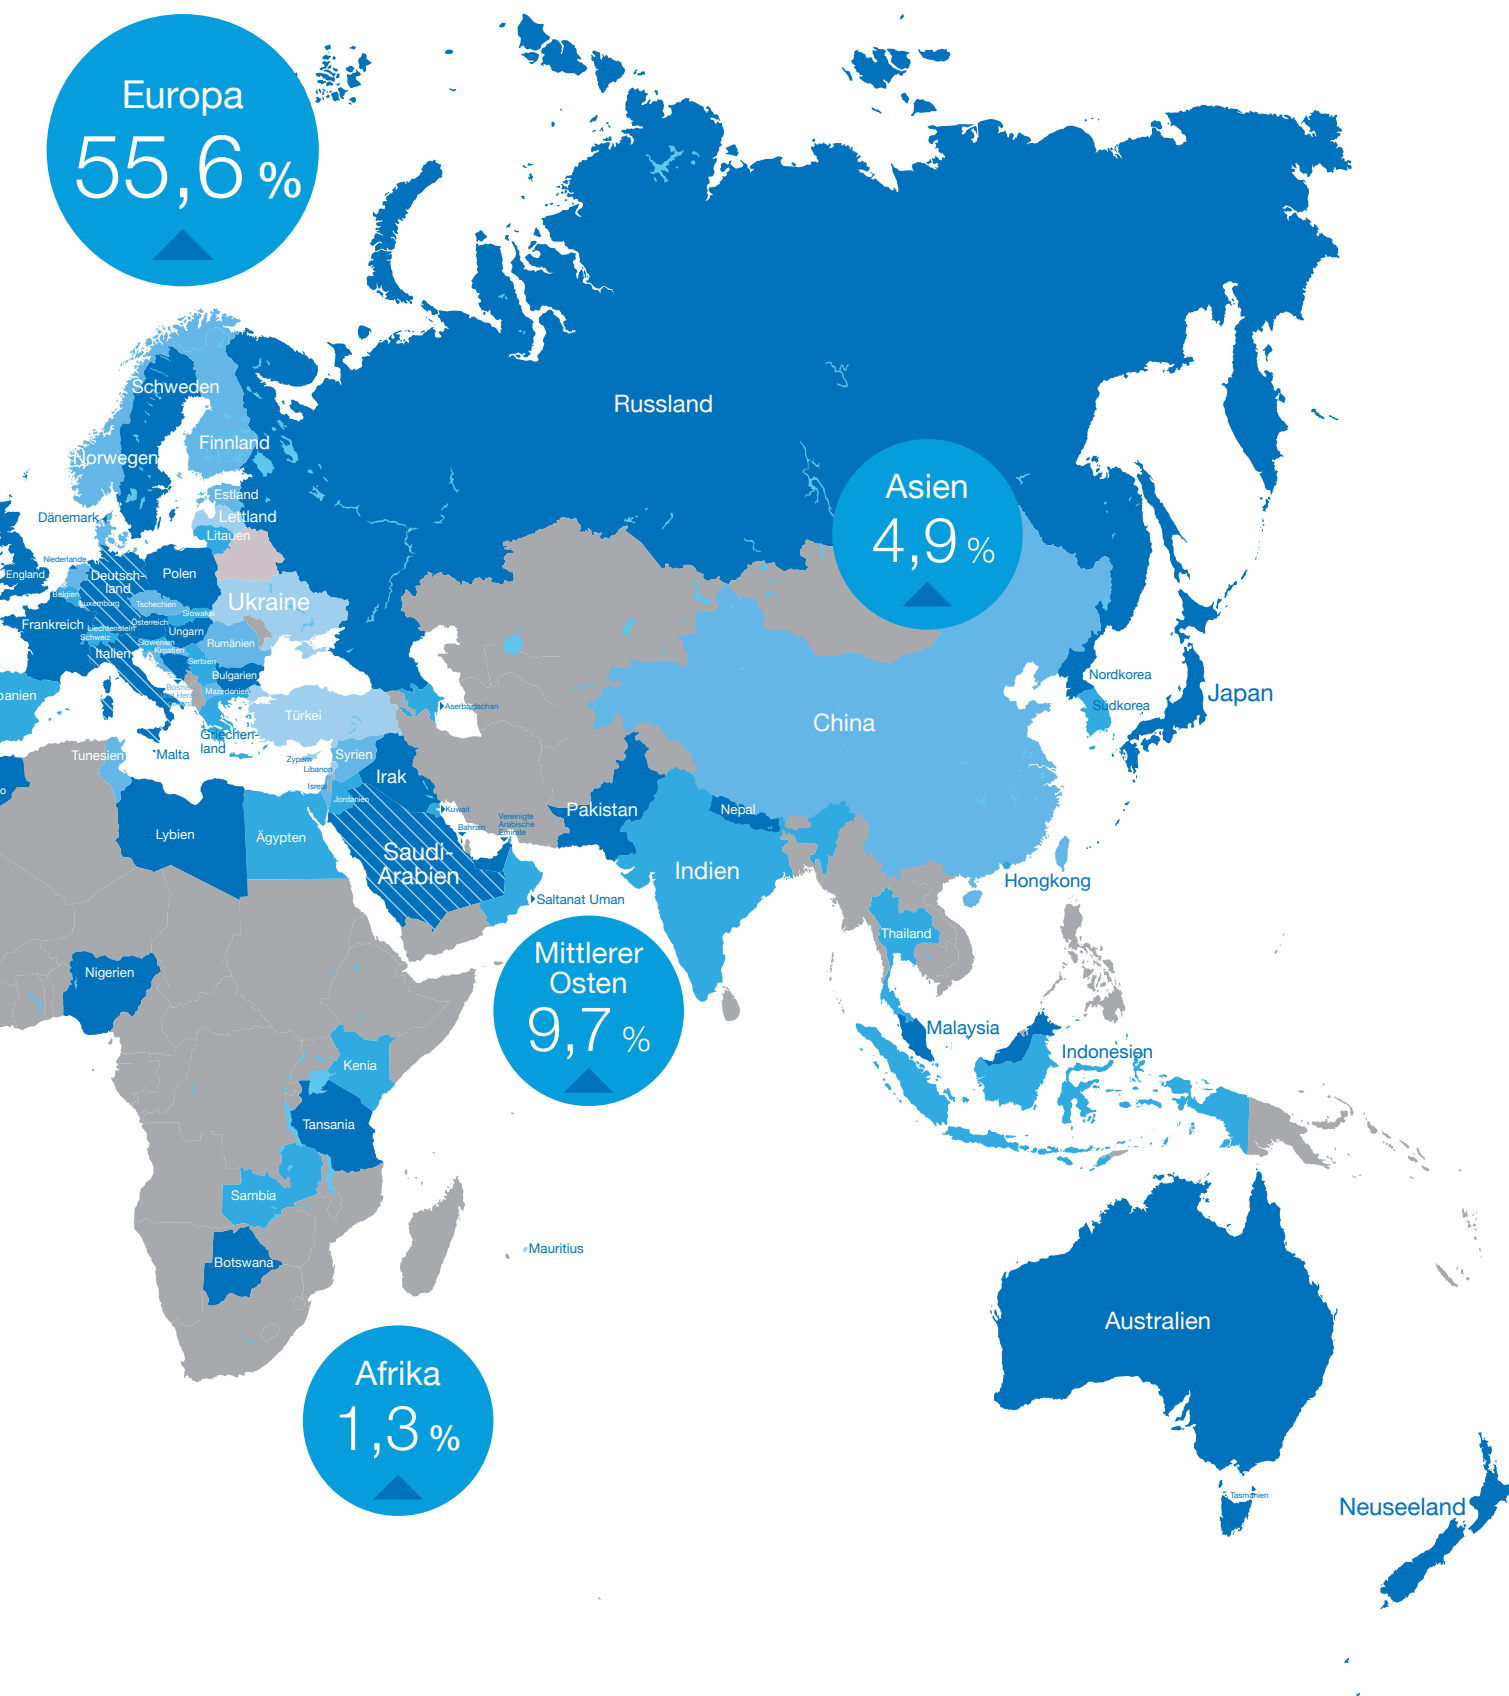 Europa
55,6 %
Russland
Schweden
Finnland
Norwegen
Asien
4,9 %
Estland
Lettland
Dänemark
Litauen
Niederlande
England
Deutsch-
land
Polen
Belgien
Luxemburg
Tschechien
Slowakei
Ukraine
Frankreich
Liechtenstein
Österreich
Ungarn
Schweiz
Slowenien
Kroatien
Rumänien
Italien
Serbien
Bulgarien
Nordkorea
Bosnien
Mazedonien
Japan
anien
Aserbaidschan
Südkorea
Türkei
China
Griechen-
land
Tunesien
Malta
Zypern
Syrien
Libanon
Irak
Isreal
o
Jordanien
Kuwait
Pakistan
Nepal
Vereinigte
Arabische
Emirate
Bahrain
Lybien
Ägypten
Saudi-
Arabien
Indien
Hongkong
Saltanat Uman
Thailand
Mittlerer
Osten
9,7 %
Nigerien
Malaysia
Indonesien
Kenia
Tansania
Sambia
Mauritius
Botswana
Australien
Afrika
1,3 %
Tasmanien
Neuseeland